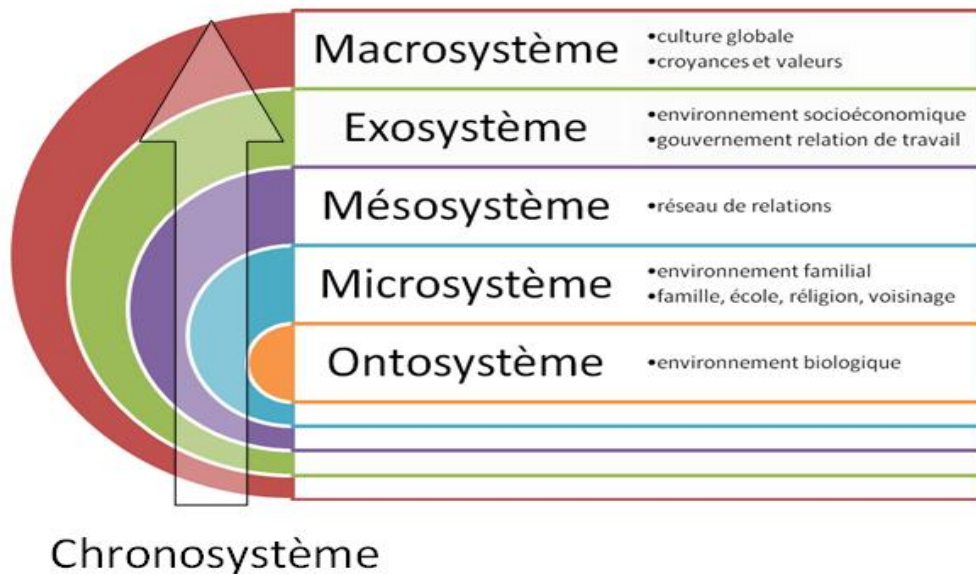 Macrosystème
•culture globale
•croyances et valeurs
Exosystème
•environnement socioéconomique
•gouvernement relation de travail
Mésosystème
•réseau de relations
Microsystème
•environnement familial
•famille, école, réligion, voisinage
Ontosystème
•environnement biologique
Chronosystème